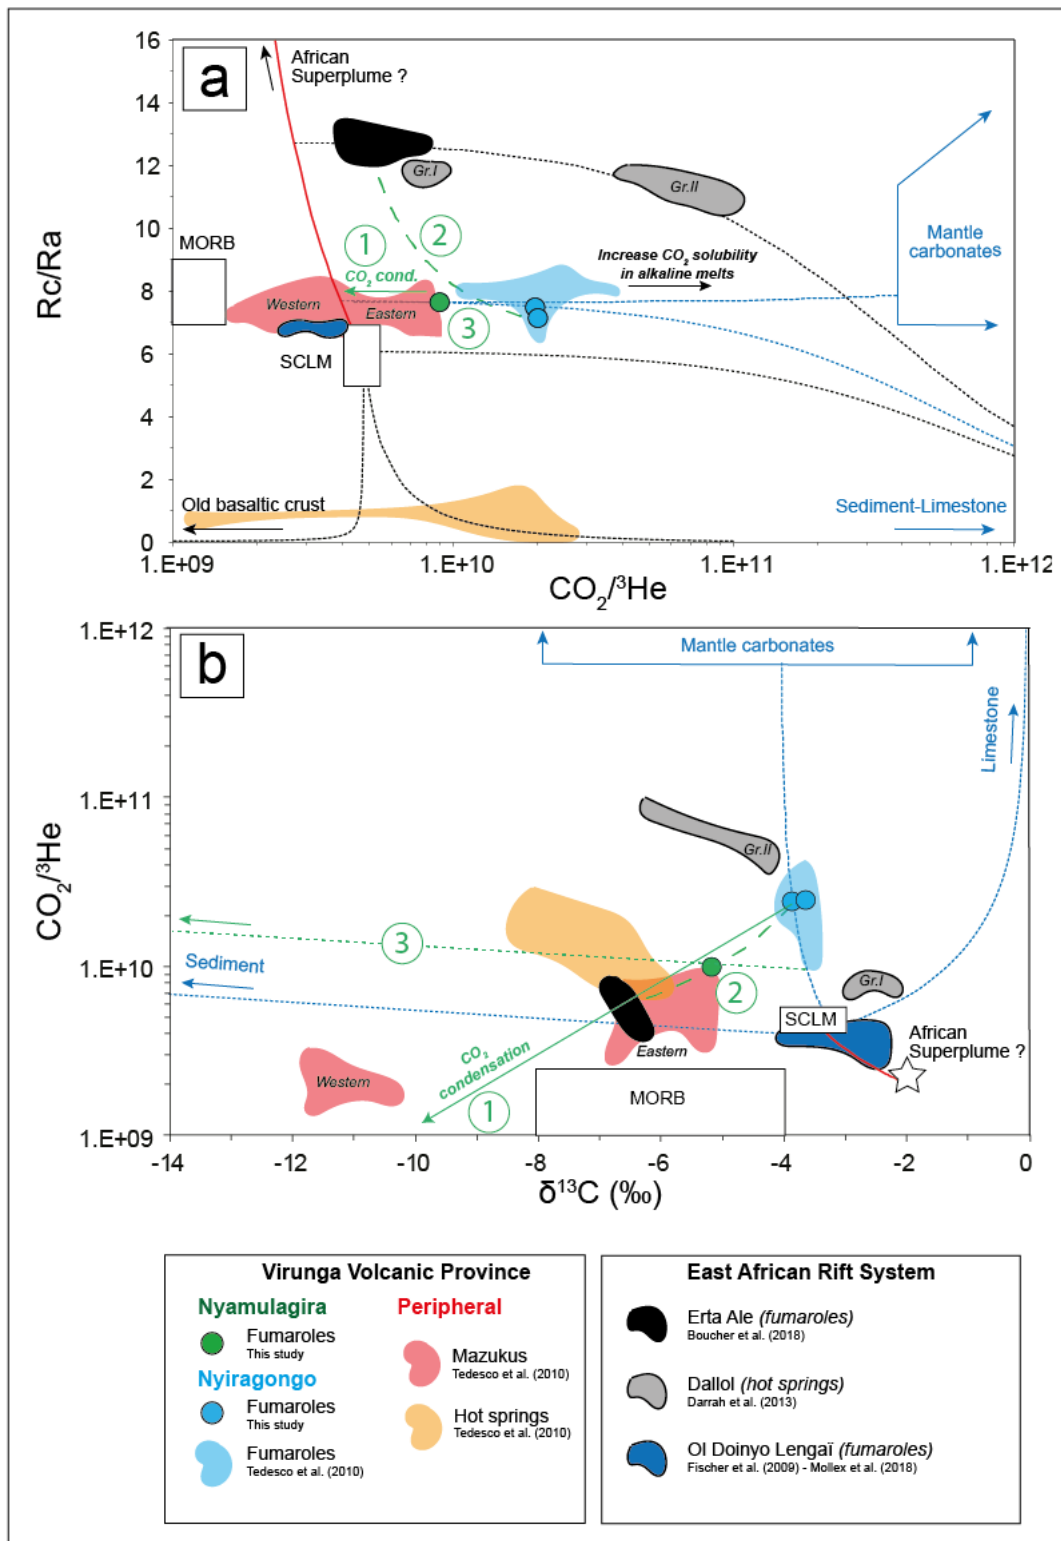 a
16
14
12
10
8
6
4
2
0
Rc/Ra
African
Superplume ?
Gr.I
Gr.II
MORB
1
2
CO2 cond.
Increase CO2 solubility
in alkaline melts
Mantle
carbonates
Western
Eastern
3
SCLM
Old basaltic crust
Sediment-Limestone
1.E+09
1.E+10
1.E+11
1.E+12
CO₂/³He
b
1.E+12
1.E+11
1.E+10
1.E+09
CO₂/³He
Mantle carbonates
Limestone
Gr.II
3
Sediment
2
Gr.I
SCLM
African
Superplume ?
Eastern
CO₂
condensation
Western
1
MORB
-14
-12
-10
-8
-6
-4
-2
0
δ¹³C (‰)
Virunga Volcanic Province
Nyamulagira
Fumaroles
This study
Nyiragongo
Fumaroles
This study
Fumaroles
Tedesco et al. (2010)
Peripheral
Mazukus
Tedesco et al. (2010)
Hot springs
Tedesco et al. (2010)
East African Rift System
Erta Ale (fumaroles)
Boucher et al. (2018)
Dallol (hot springs)
Darrah et al. (2013)
Ol Doinyo Lengaï (fumaroles)
Fischer et al. (2009) - Mollex et al. (2018)